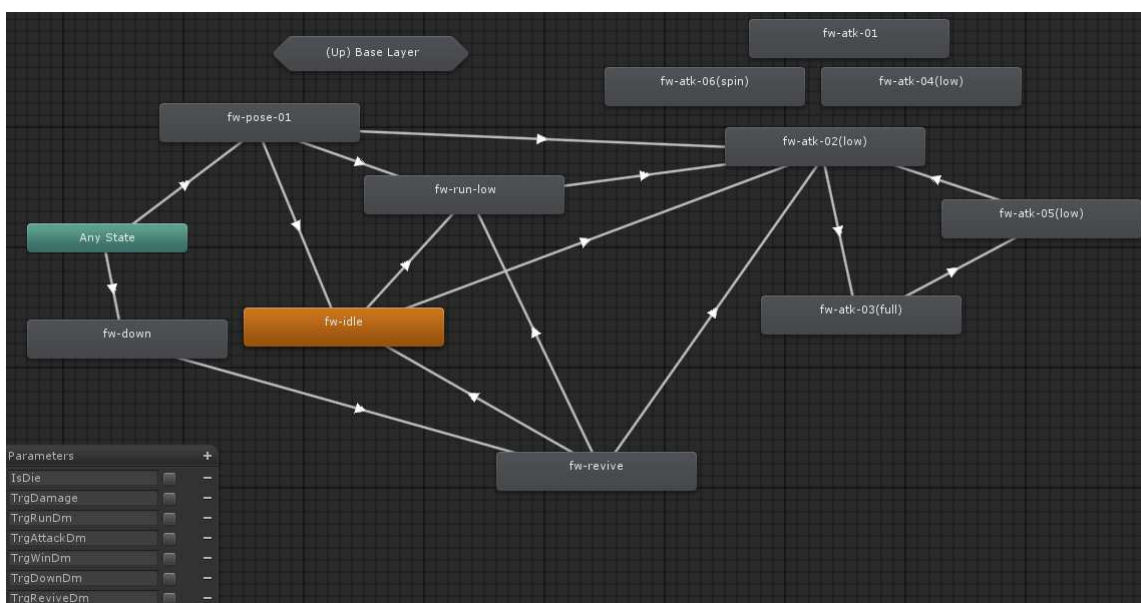 fw-atk-01
(Up) Base Layer
fw-atk-06(spin)
fw-atk-04(low)
fw-pose-01
fw-atk-02(low)
fw-run-low
fw-atk-05(low)
Any State
fw-atk-03(full)
fw-idle
fw-down
fw-revive
Parameters +
IsDie −
TrgDamage −
TrgRunDm −
TrgAttackDm −
TrgWinDm −
TrgDownDm −
TrgReviveDm −